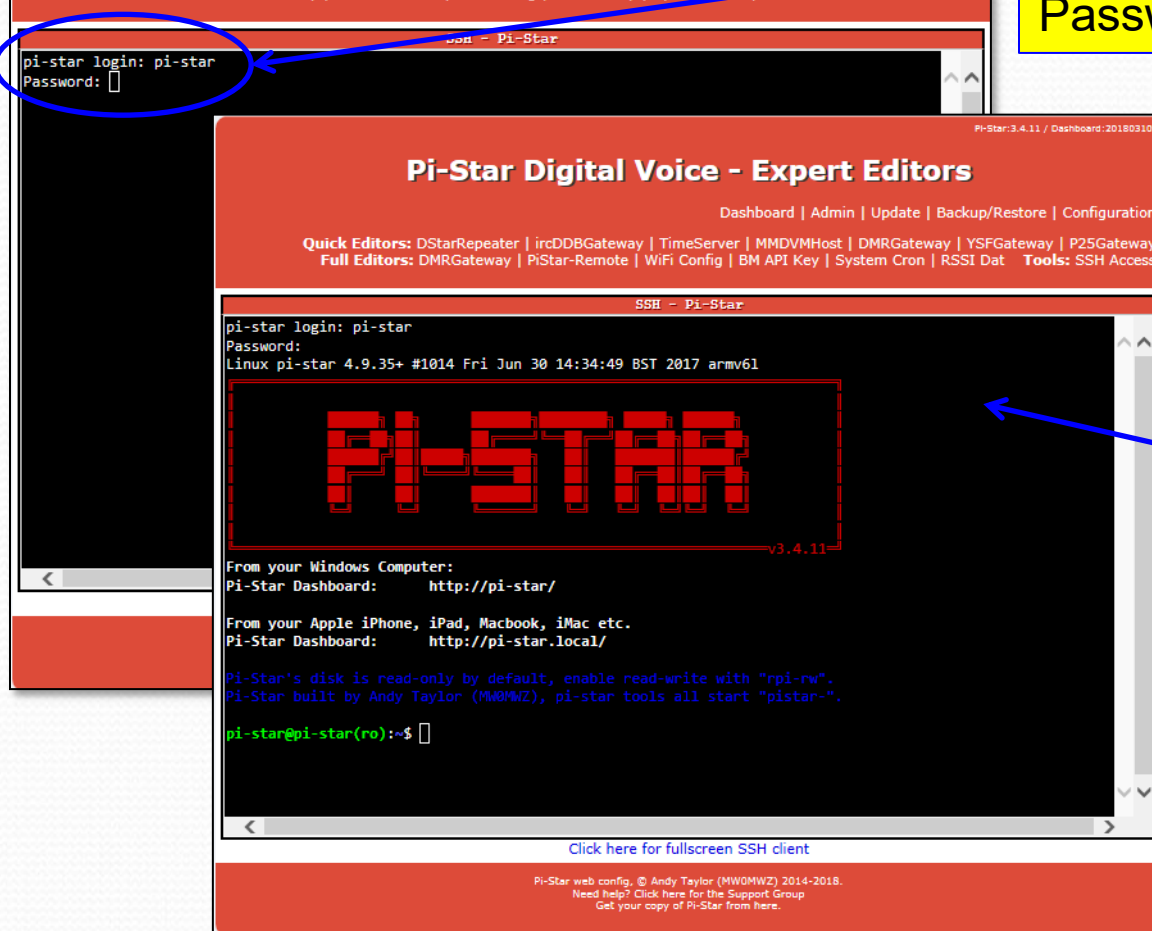 SSH - Pi-Star
pi-star login: pi-star
Password:
Pi-Star:3.4.11 / Dashboard:20180310
Pi-Star Digital Voice - Expert Editors
Dashboard | Admin | Update | Backup/Restore | Configuration
Quick Editors: DStarRepeater | ircDDBGateway | TimeServer | MMDVMHost | DMRGateway | YSFGateway | P25Gateway
Full Editors: DMRGateway | PiStar-Remote | WiFi Config | BM API Key | System Cron | RSSI Dat Tools: SSH Access
SSH - Pi-Star
pi-star login: pi-star
Password:
Linux pi-star 4.9.35+ #1014 Fri Jun 30 14:34:49 BST 2017 armv6l
PI-STAR
v3.4.11
From your Windows Computer:
Pi-Star Dashboard: http://pi-star/
From your Apple iPhone, iPad, Macbook, iMac etc.
Pi-Star Dashboard: http://pi-star.local/
Pi-Star's disk is read-only by default, enable read-write with "rpi-rw".
Pi-Star built by Andy Taylor (MW0MWZ), pi-star tools all start "pistar-".
pi-star@pi-star(ro):~$
Click here for fullscreen SSH client
Pi-Star web config, © Andy Taylor (MW0MWZ) 2014-2018.
Need help? Click here for the Support Group
Get your copy of Pi-Star from here.